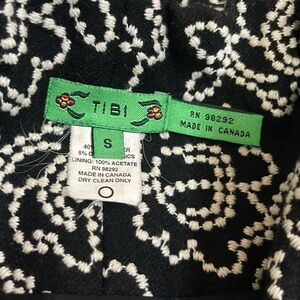 TIBI
RN 98292
MADE IN CANADA
S
40%
5% O
LINING: 100% ACETATE
RN 98292
MADE IN CANADA
DRY CLEAN ONLY